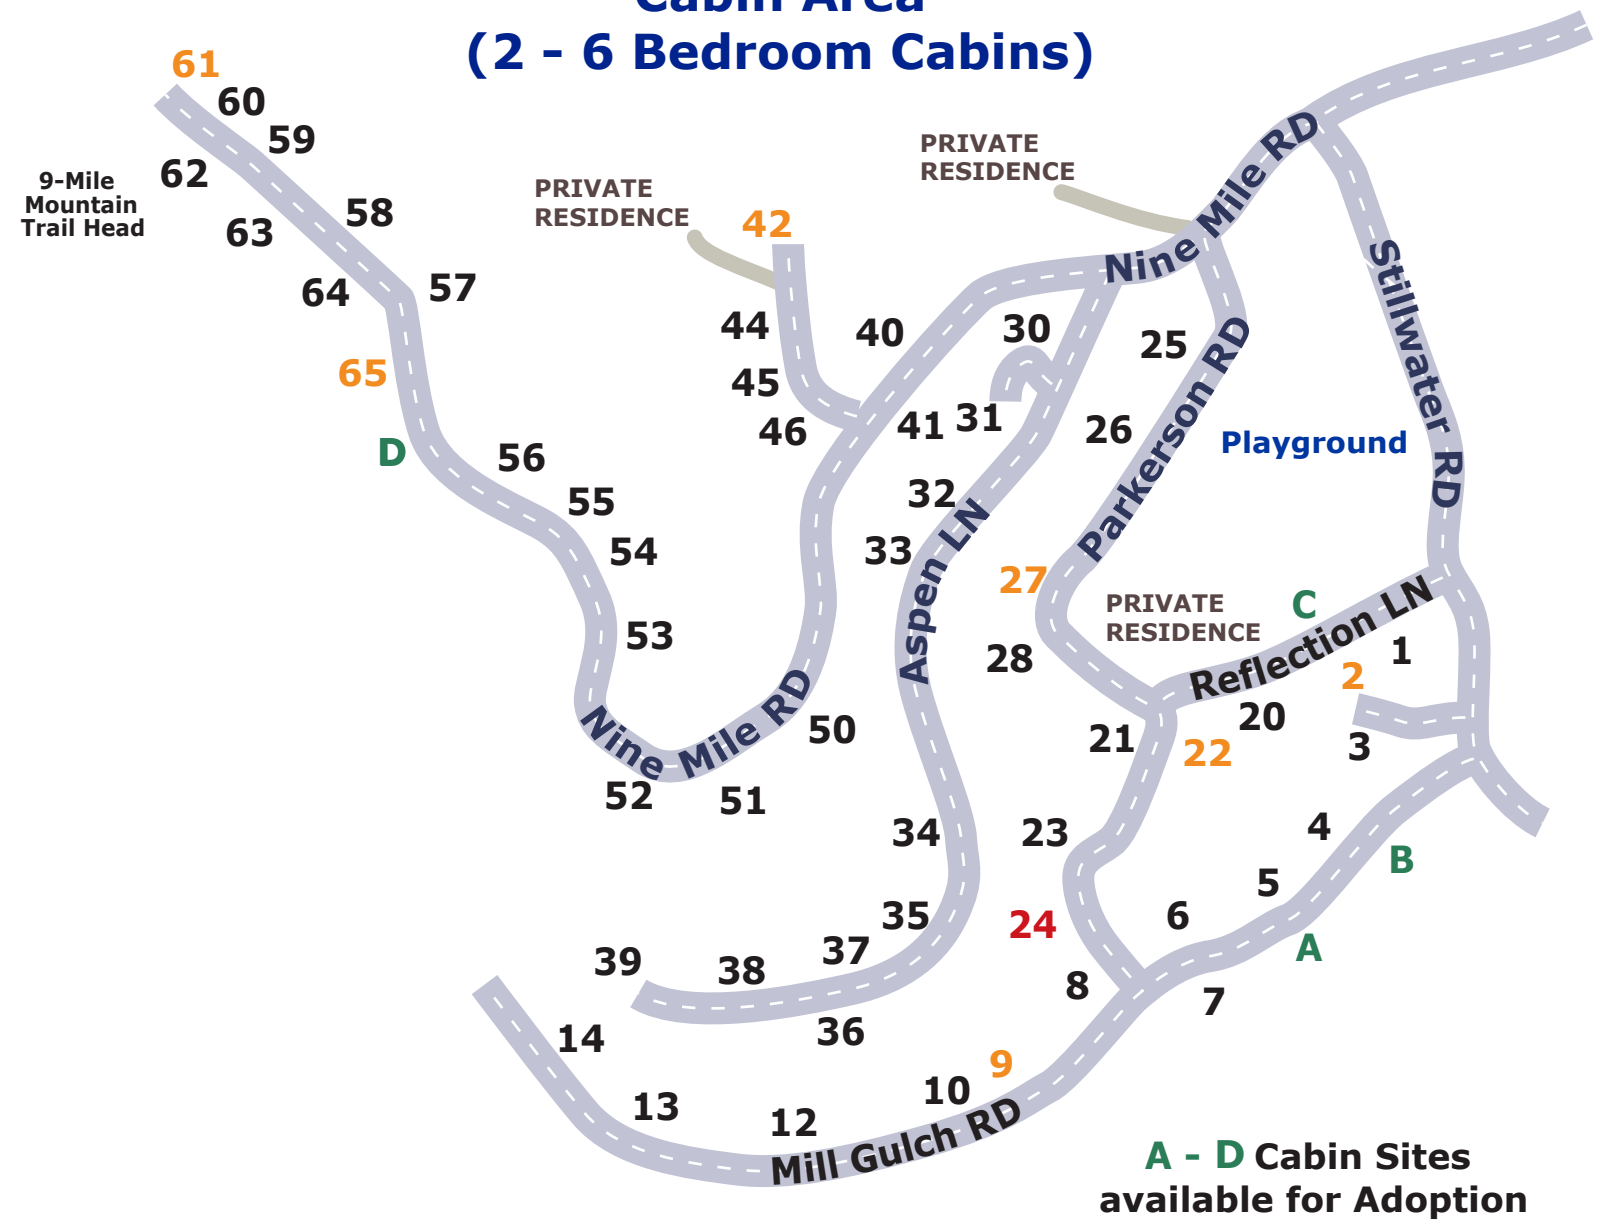 Cabin Area
(2 - 6 Bedroom Cabins)
61
60
59
62
9-Mile
Mountain
Trail Head
63
58
64
57
65
D
56
55
54
53
52
51
50
Nine Mile RD
PRIVATE
RESIDENCE
42
44
45
46
40
41
PRIVATE
RESIDENCE
Nine Mile RD
30
31
32
33
Aspen LN
34
35
37
38
39
36
25
26
Parkerson RD
27
28
Playground
Stillwater RD
PRIVATE
RESIDENCE
C
Reflection LN
1
2
3
20
21
22
23
24
4
B
5
A
6
7
8
9
10
12
13
14
Mill Gulch RD
A - D Cabin Sites
available for Adoption